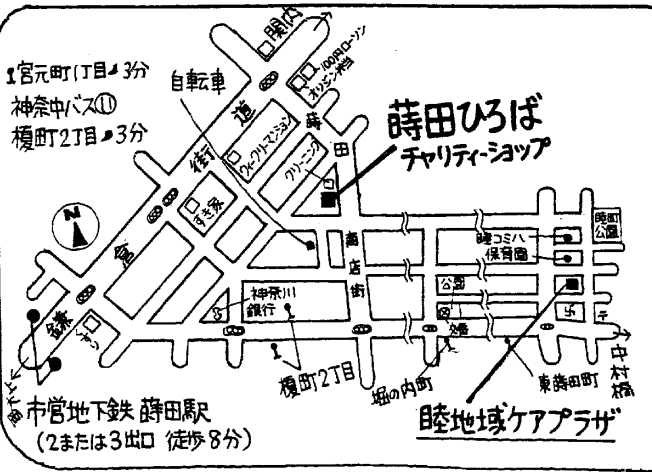 関内
宮元町1丁目 3分
神奈中バス⑪
榎町2丁目 3分
自転車
100円ローソン
オリジン弁当
蒔田ひろば
チャリティーショップ
鎌倉街道
ウィークリーマンション
クリーニング
すき家
蒔田商店街
N
睦町公園
睦コミハ
保育園
神奈川
銀行
公園
交番
卍
〒
榎町2丁目
堀の内町
東蒔田町
中村橋
市営地下鉄 蒔田駅
(2または3出口 徒歩8分)
睦地域ケアプラザ